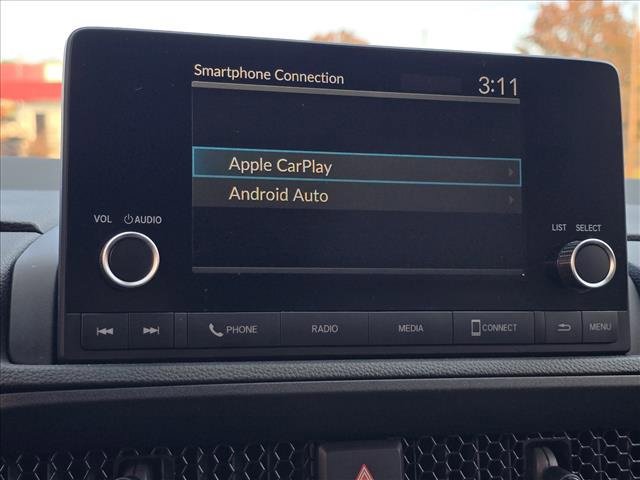 Smartphone Connection
3:11
Apple CarPlay
Android Auto
VOL AUDIO
LIST SELECT
PHONE RADIO MEDIA CONNECT MENU